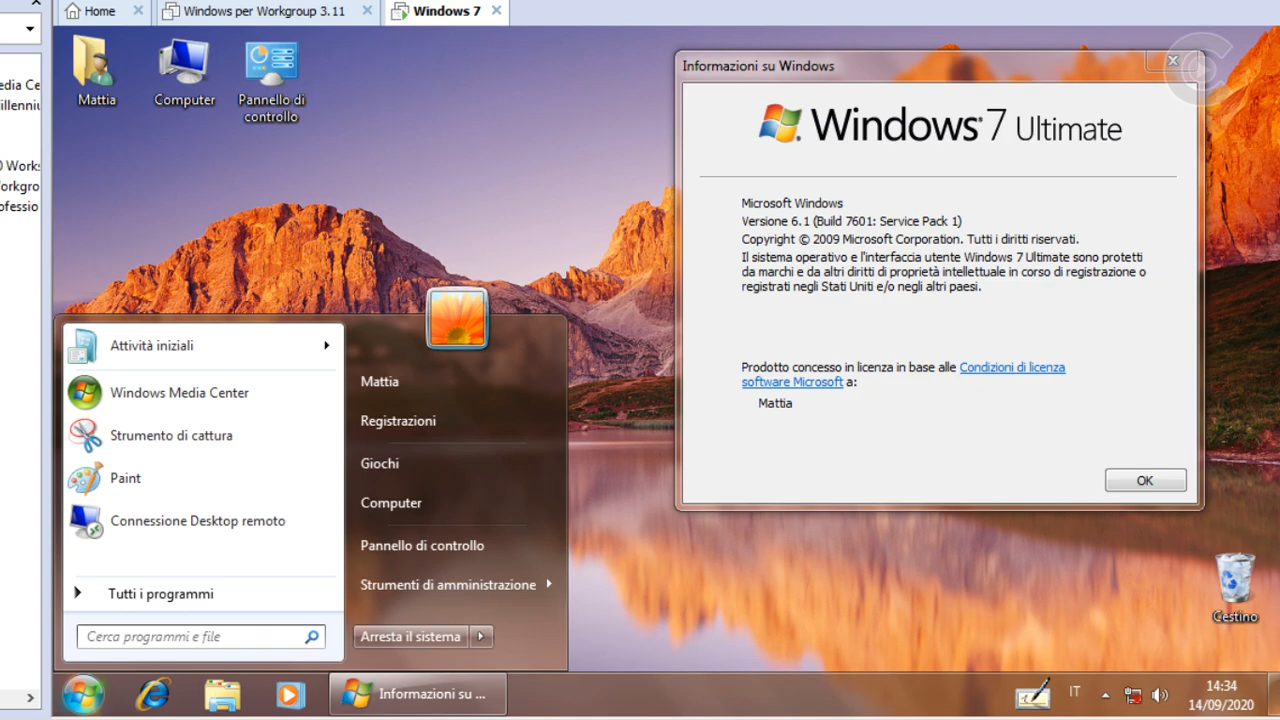 Home
Windows per Workgroup 3.11
Windows 7
edia Ce
illenniu
0 Works
orkgro
ofessio
Mattia
Computer
Pannello di
controllo
Informazioni su Windows
Windows 7 Ultimate
Microsoft Windows
Versione 6.1 (Build 7601: Service Pack 1)
Copyright © 2009 Microsoft Corporation. Tutti i diritti riservati.
Il sistema operativo e l'interfaccia utente Windows 7 Ultimate sono protetti
da marchi e da altri diritti di proprietà intellettuale in corso di registrazione o
registrati negli Stati Uniti e/o negli altri paesi.
Prodotto concesso in licenza in base alle Condizioni di licenza
software Microsoft a:
Mattia
OK
Attività iniziali
Windows Media Center
Strumento di cattura
Paint
Connessione Desktop remoto
Tutti i programmi
Cerca programmi e file
Mattia
Registrazioni
Giochi
Computer
Pannello di controllo
Strumenti di amministrazione
Arresta il sistema
Cestino
Informazioni su ...
IT
14:34
14/09/2020